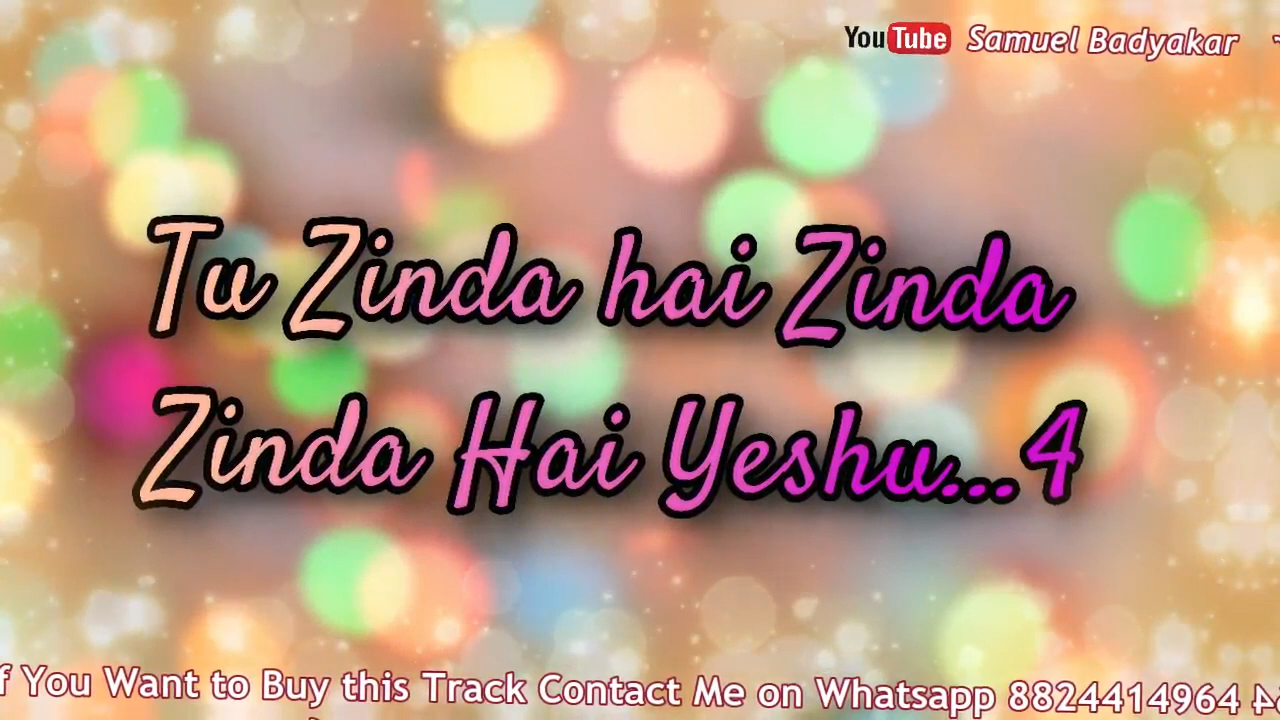 YouTube Samuel Badyakar
Tu Zinda hai Zinda
Zinda Hai Yeshu...4
f You Want to Buy this Track Contact Me on Whatsapp 8824414964